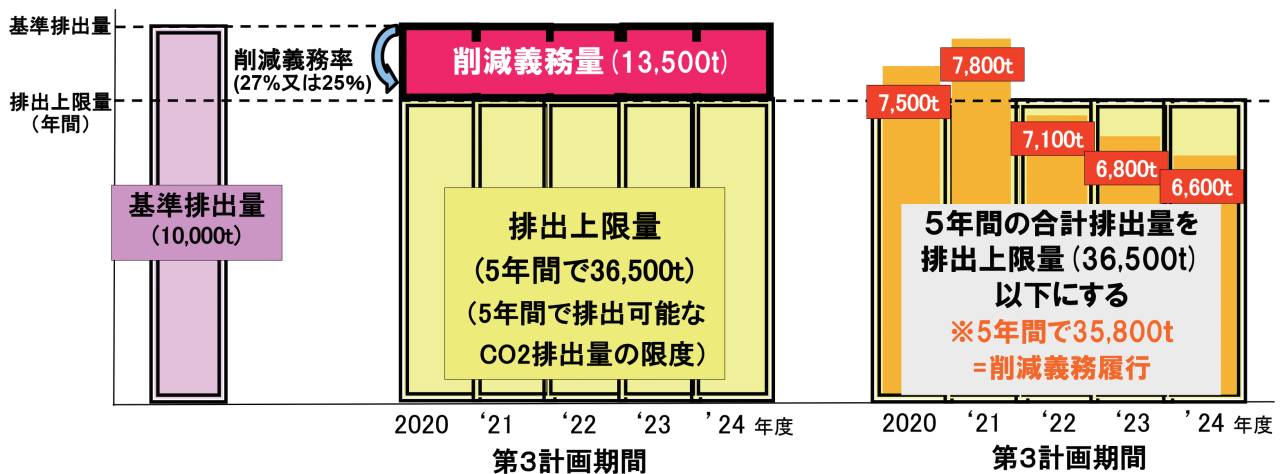 基準排出量
削減義務率
(27%又は25%)
排出上限量
(年間)
基準排出量
(10,000t)
削減義務量(13,500t)
排出上限量
(5年間で36,500t)
(5年間で排出可能な
CO2排出量の限度)
2020 ‘21 ‘22 ‘23 ’24 年度
第3計画期間
7,500t
7,800t
7,100t
6,800t
6,600t
5年間の合計排出量を
排出上限量(36,500t)
以下にする
※5年間で35,800t
=削減義務履行
2020 ‘21 ‘22 ‘23 ’24 年度
第3計画期間